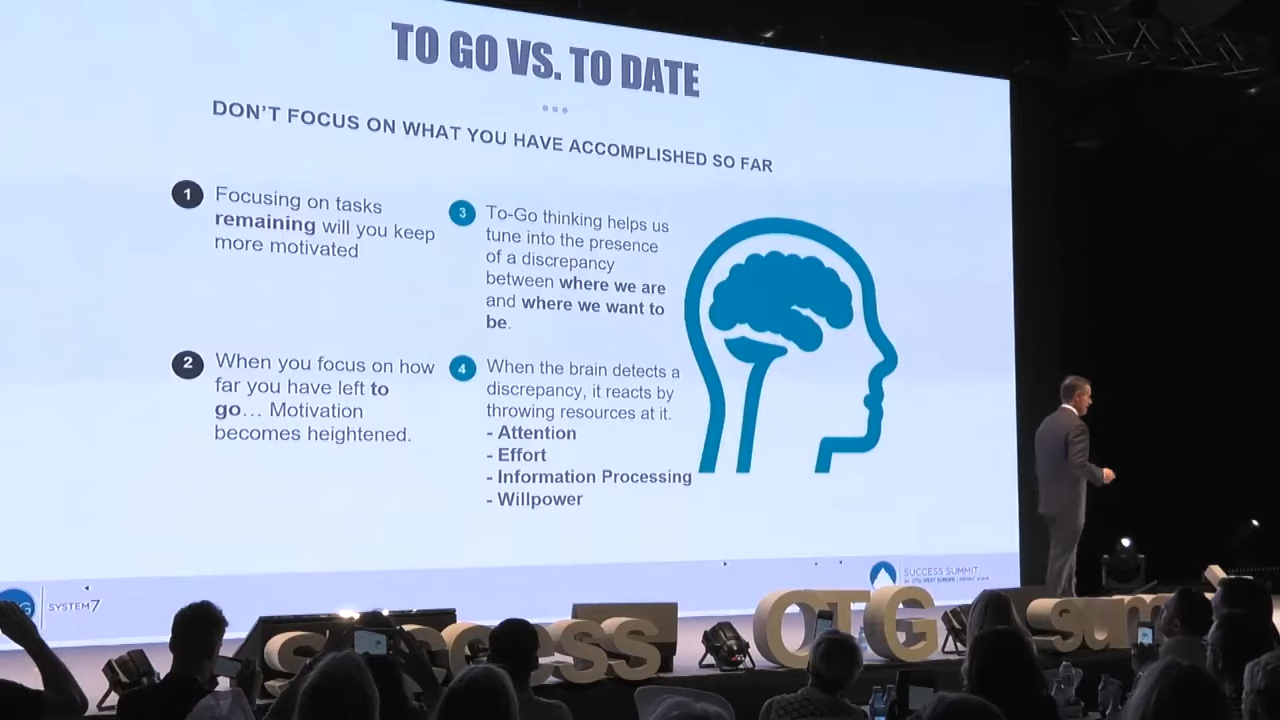 TO GO VS. TO DATE
DON'T FOCUS ON WHAT YOU HAVE ACCOMPLISHED SO FAR
1
Focusing on tasks
remaining will you keep
more motivated
2
When you focus on how
far you have left to
go... Motivation
becomes heightened.
3
To-Go thinking helps us
tune into the presence
of a discrepancy
between where we are
and where we want to
be.
4
When the brain detects a
discrepancy, it reacts by
throwing resources at it.
- Attention
- Effort
- Information Processing
- Willpower
G
SYSTEM7
SUCCESS SUMMIT
success OTG sum